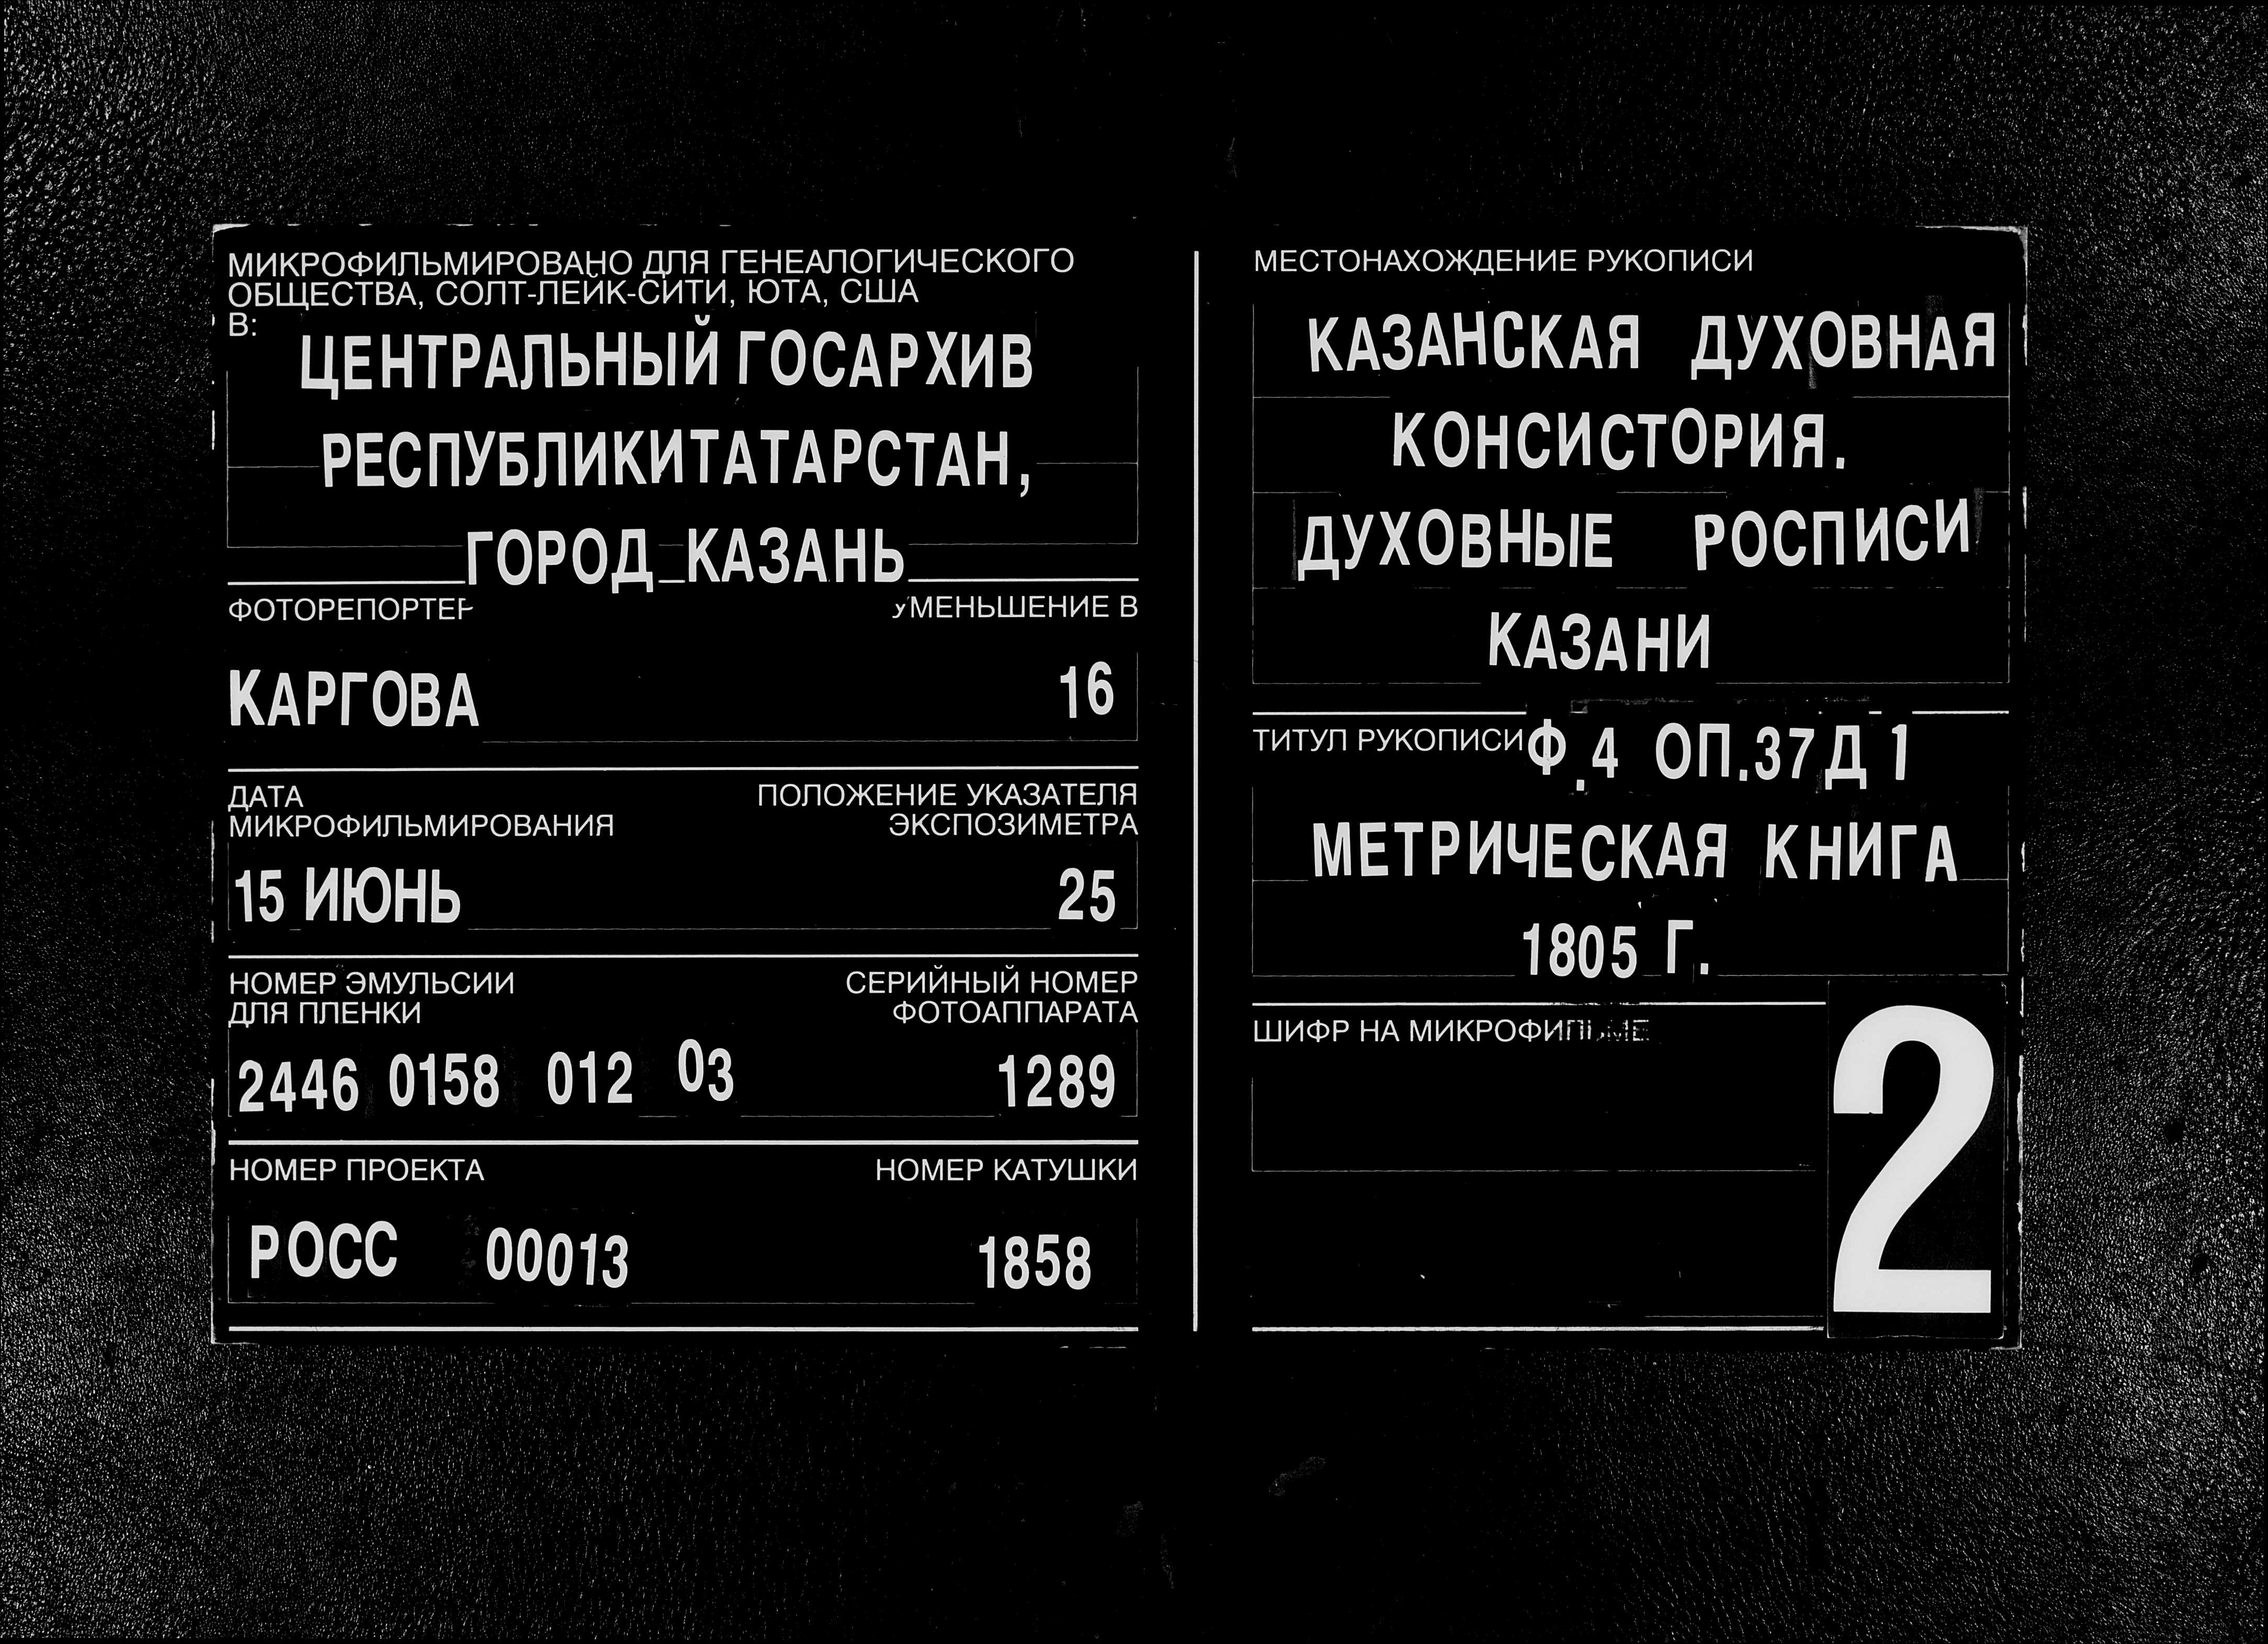 МИКРОФИЛЬМИРОВАНО ДЛЯ ГЕНЕАЛОГИЧЕСКОГО
ОБЩЕСТВА, СОЛТ-ЛЕЙК-СИТИ, ЮТА, США
В:
ЦЕНТРАЛЬНЫЙ ГОСАРХИВ
РЕСПУБЛИКИТАТАРСТАН,
ГОРОД КАЗАНЬ
ФОТОРЕПОРТЕР УМЕНЬШЕНИЕ В
КАРГОВА 16
ДАТА ПОЛОЖЕНИЕ УКАЗАТЕЛЯ
МИКРОФИЛЬМИРОВАНИЯ ЭКСПОЗИМЕТРА
15 ИЮНЬ 25
НОМЕР ЭМУЛЬСИИ СЕРИЙНЫЙ НОМЕР
ДЛЯ ПЛЕНКИ ФОТОАППАРАТА
2446 0158 012 03 1289
НОМЕР ПРОЕКТА НОМЕР КАТУШКИ
РОСС 00013 1858
МЕСТОНАХОЖДЕНИЕ РУКОПИСИ
КАЗАНСКАЯ ДУХОВНАЯ
КОНСИСТОРИЯ.
ДУХОВНЫЕ РОСПИСИ
КАЗАНИ
ТИТУЛ РУКОПИСИ Ф.4 ОП.37 Д 1
МЕТРИЧЕСКАЯ КНИГА
1805 Г.
ШИФР НА МИКРОФИЛЬМЕ
2